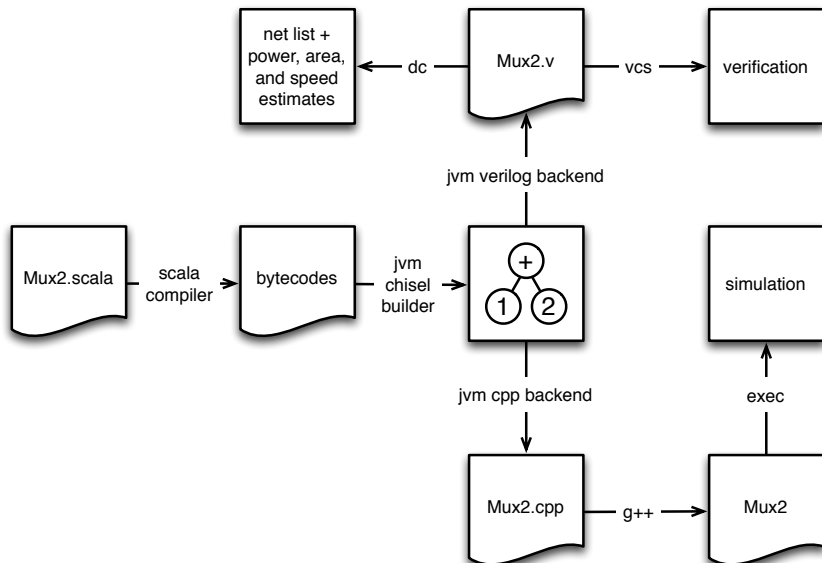 net list +
power, area,
and speed
estimates
dc
Mux2.v
vcs
verification
jvm verilog backend
Mux2.scala
scala
compiler
bytecodes
jvm
chisel
builder
+
1 2
simulation
jvm cpp backend
exec
Mux2.cpp
g++
Mux2